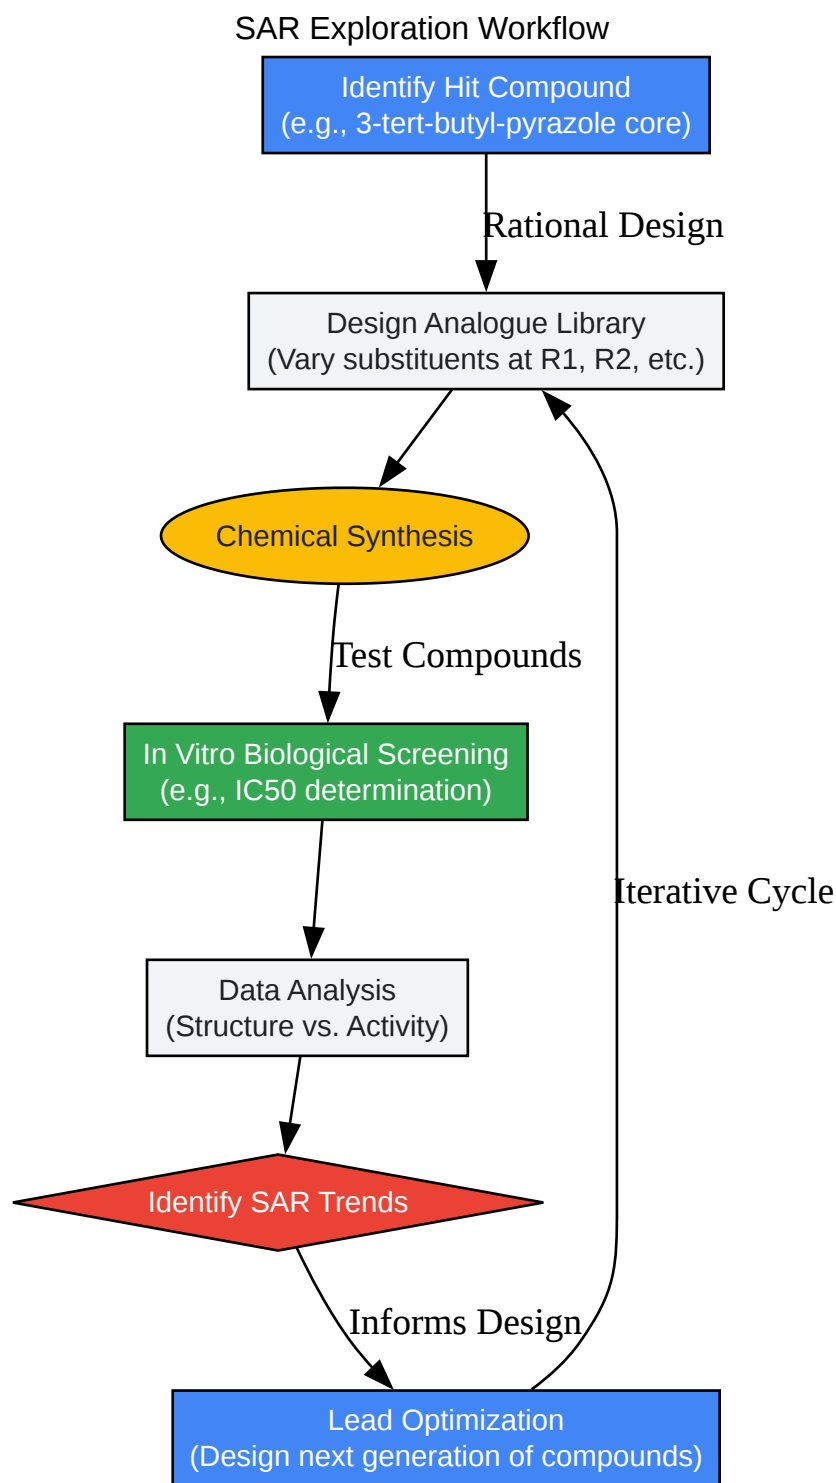 SAR Exploration Workflow
Identify Hit Compound
(e.g., 3-tert-butyl-pyrazole core)
Rational Design
Design Analogue Library
(Vary substituents at R1, R2, etc.)
Chemical Synthesis
Test Compounds
In Vitro Biological Screening
(e.g., IC50 determination)
Iterative Cycle
Data Analysis
(Structure vs. Activity)
Identify SAR Trends
Informs Design
Lead Optimization
(Design next generation of compounds)